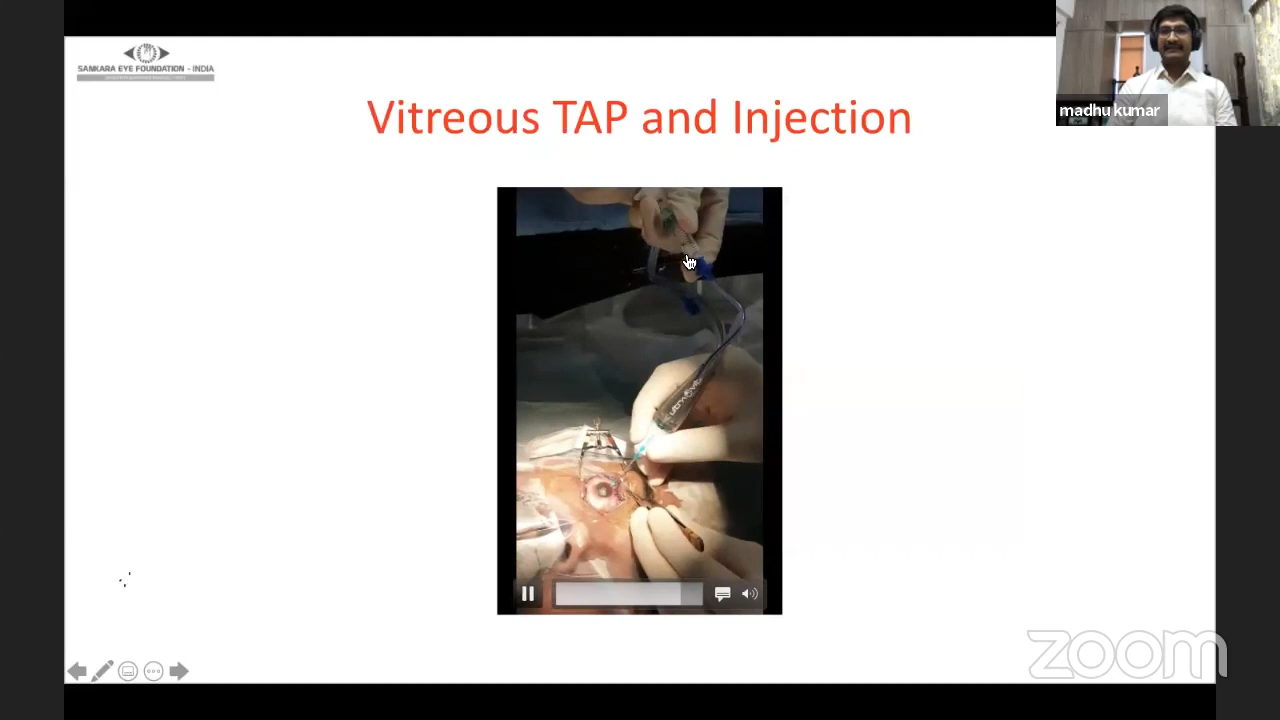 SANKARA EYE FOUNDATION - INDIA
Vitreous TAP and Injection
madhu kumar
zoom